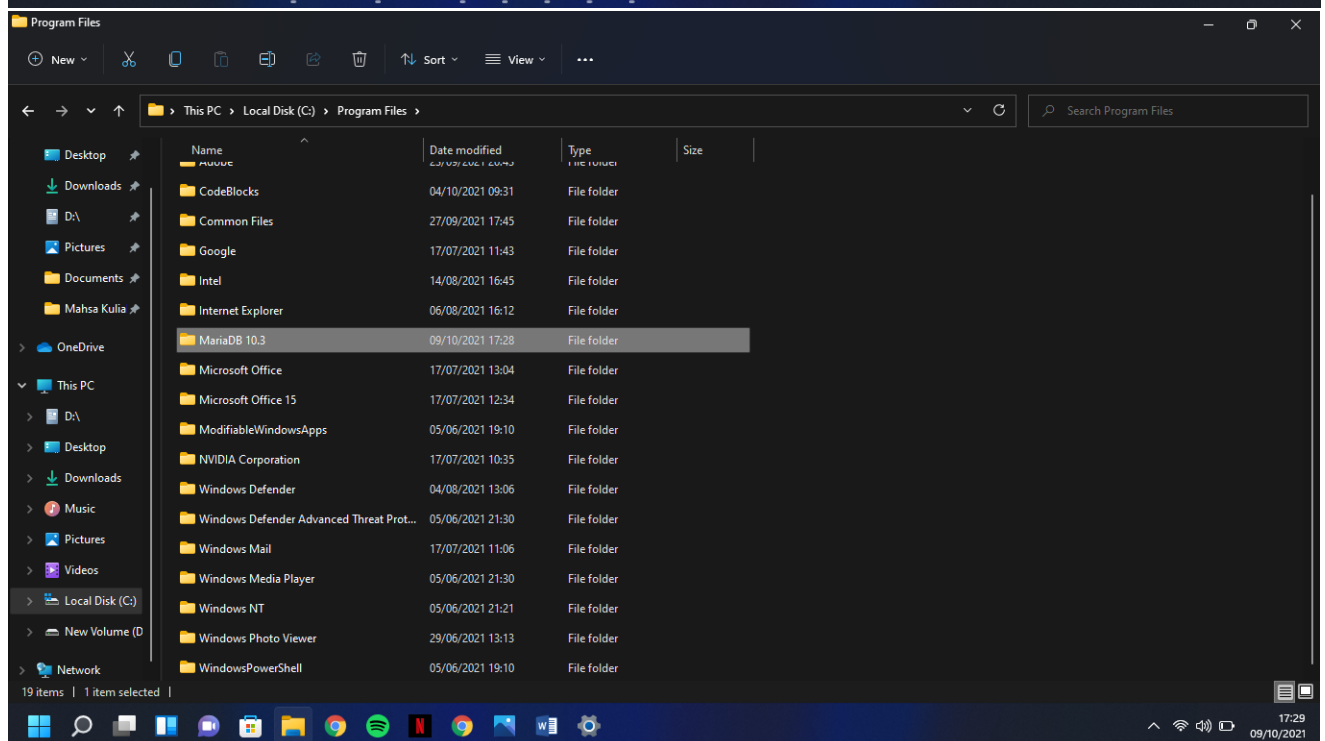 Program Files
New
Sort
View
This PC > Local Disk (C:) > Program Files >
Search Program Files
Desktop
Downloads
D:\
Pictures
Documents
Mahsa Kulia
OneDrive
This PC
D:\
Desktop
Downloads
Music
Pictures
Videos
Local Disk (C:)
New Volume (D
Network
Name Date modified Type Size
Adobe 23/09/2021 20:43 File folder
CodeBlocks 04/10/2021 09:31 File folder
Common Files 27/09/2021 17:45 File folder
Google 17/07/2021 11:43 File folder
Intel 14/08/2021 16:45 File folder
Internet Explorer 06/08/2021 16:12 File folder
MariaDB 10.3 09/10/2021 17:28 File folder
Microsoft Office 17/07/2021 13:04 File folder
Microsoft Office 15 17/07/2021 12:34 File folder
ModifiableWindowsApps 05/06/2021 19:10 File folder
NVIDIA Corporation 17/07/2021 10:35 File folder
Windows Defender 04/08/2021 13:06 File folder
Windows Defender Advanced Threat Prot... 05/06/2021 21:30 File folder
Windows Mail 17/07/2021 11:06 File folder
Windows Media Player 05/06/2021 21:30 File folder
Windows NT 05/06/2021 21:21 File folder
Windows Photo Viewer 29/06/2021 13:13 File folder
WindowsPowerShell 05/06/2021 19:10 File folder
19 items | 1 item selected |
17:29
09/10/2021